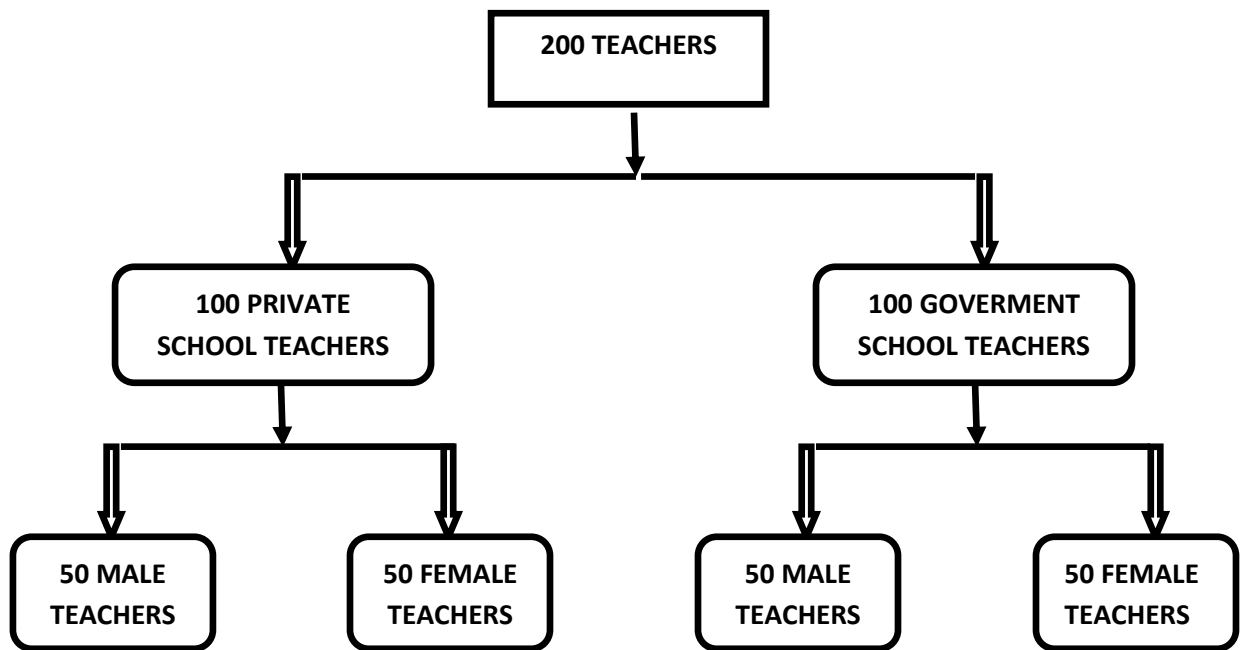 200 TEACHERS
100 PRIVATE
SCHOOL TEACHERS
100 GOVERMENT
SCHOOL TEACHERS
50 MALE
TEACHERS
50 FEMALE
TEACHERS
50 MALE
TEACHERS
50 FEMALE
TEACHERS